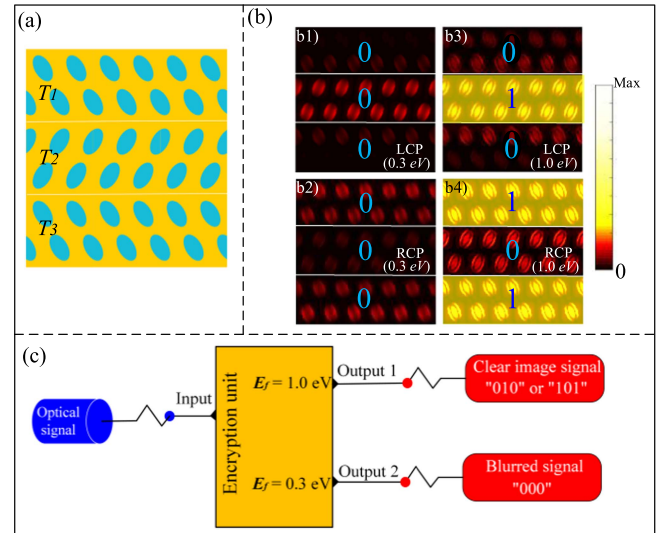 (a)
T1
T2
T3
(b)
b1)
0
0
0
LCP
(0.3 eV)
b2)
0
0
RCP
(0.3 eV)
0
b3)
0
1
0
LCP
(1.0 eV)
b4)
1
0
RCP
(1.0 eV)
1
Max
0
(c)
Optical
signal
Input
Encryption unit
Ef = 1.0 eV
Ef = 0.3 eV
Output 1
Clear image signal
"010" or "101"
Output 2
Blurred signal
"000"